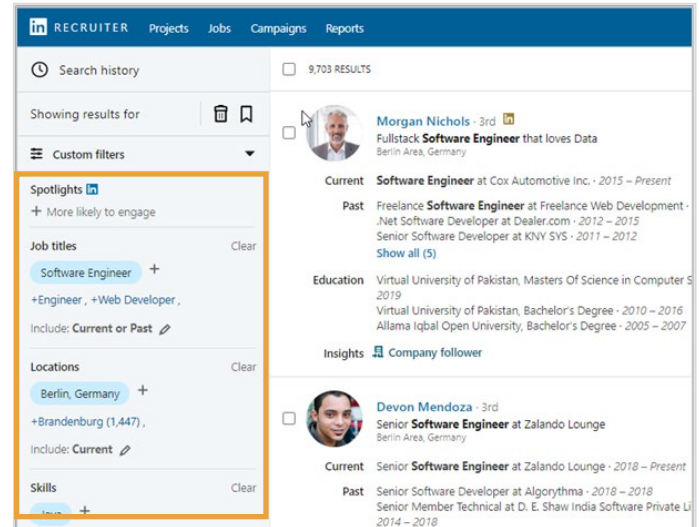 in RECRUITER Projects Jobs Campaigns Reports
Search history
Showing results for
Custom filters
Spotlights in
+ More likely to engage
Job titles Clear
Software Engineer +
+Engineer , +Web Developer ,
Include: Current or Past
Locations Clear
Berlin, Germany +
+Brandenburg (1,447) ,
Include: Current
Skills Clear
Java +
9,703 RESULTS
Morgan Nichols · 3rd in
Fullstack Software Engineer that loves Data
Berlin Area, Germany
Current Software Engineer at Cox Automotive Inc. · 2015 – Present
Past Freelance Software Engineer at Freelance Web Development ·
.Net Software Developer at Dealer.com · 2012 – 2015
Senior Software Developer at KNY SYS · 2011 – 2012
Show all (5)
Education Virtual University of Pakistan, Masters Of Science in Computer S
2019
Virtual University of Pakistan, Bachelor's Degree · 2010 – 2016
Allama Iqbal Open University, Bachelor's Degree · 2005 – 2007
Insights Company follower
Devon Mendoza · 3rd
Senior Software Engineer at Zalando Lounge
Berlin Area, Germany
Current Senior Software Engineer at Zalando Lounge · 2018 – Present
Past Senior Software Developer at Algorythma · 2018 – 2018
Senior Member Technical at D. E. Shaw India Software Private Li
2014 – 2018